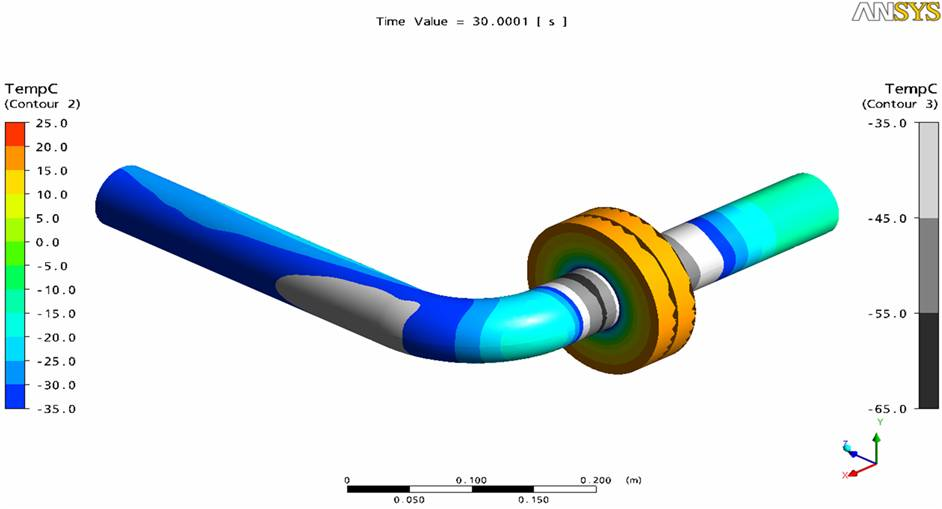 Time Value = 30.0001 [ s ]
ANSYS
TempC
(Contour 2)
25.0
20.0
15.0
10.0
5.0
0.0
-5.0
-10.0
-15.0
-20.0
-25.0
-30.0
-35.0
TempC
(Contour 3)
-35.0
-45.0
-55.0
-65.0
Y
Z
X
0 0.100 0.200 (m)
0.050 0.150